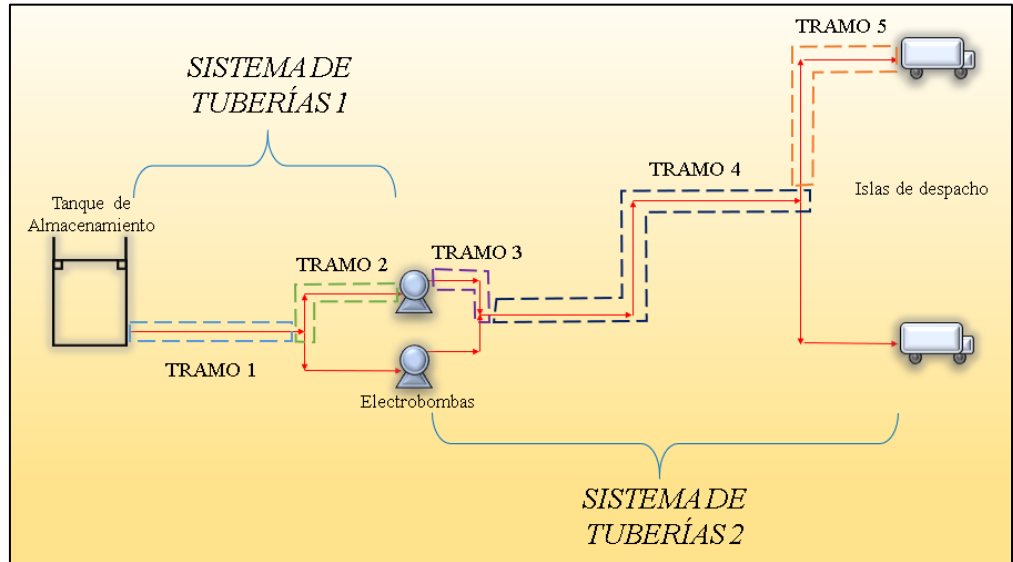 SISTEMA DE
TUBERÍAS 1
TRAMO 5
TRAMO 4
Islas de despacho
Tanque de
Almacenamiento
TRAMO 2
TRAMO 3
TRAMO 1
Electrobombas
SISTEMA DE
TUBERÍAS 2